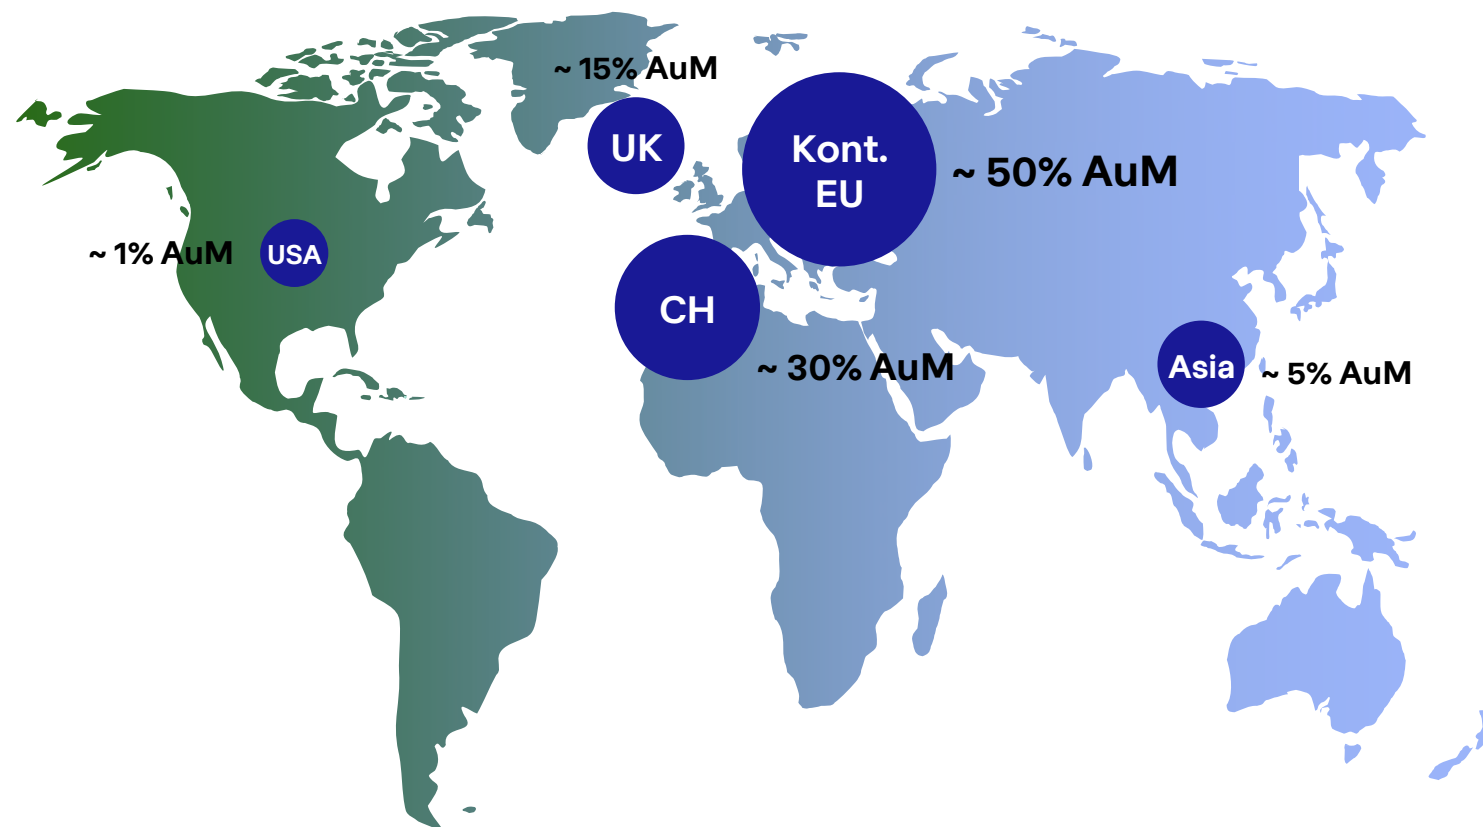 ~ 15% AuM
UK
Kont.
EU
~ 50% AuM
~ 1% AuM
USA
CH
~ 30% AuM
Asia
~ 5% AuM